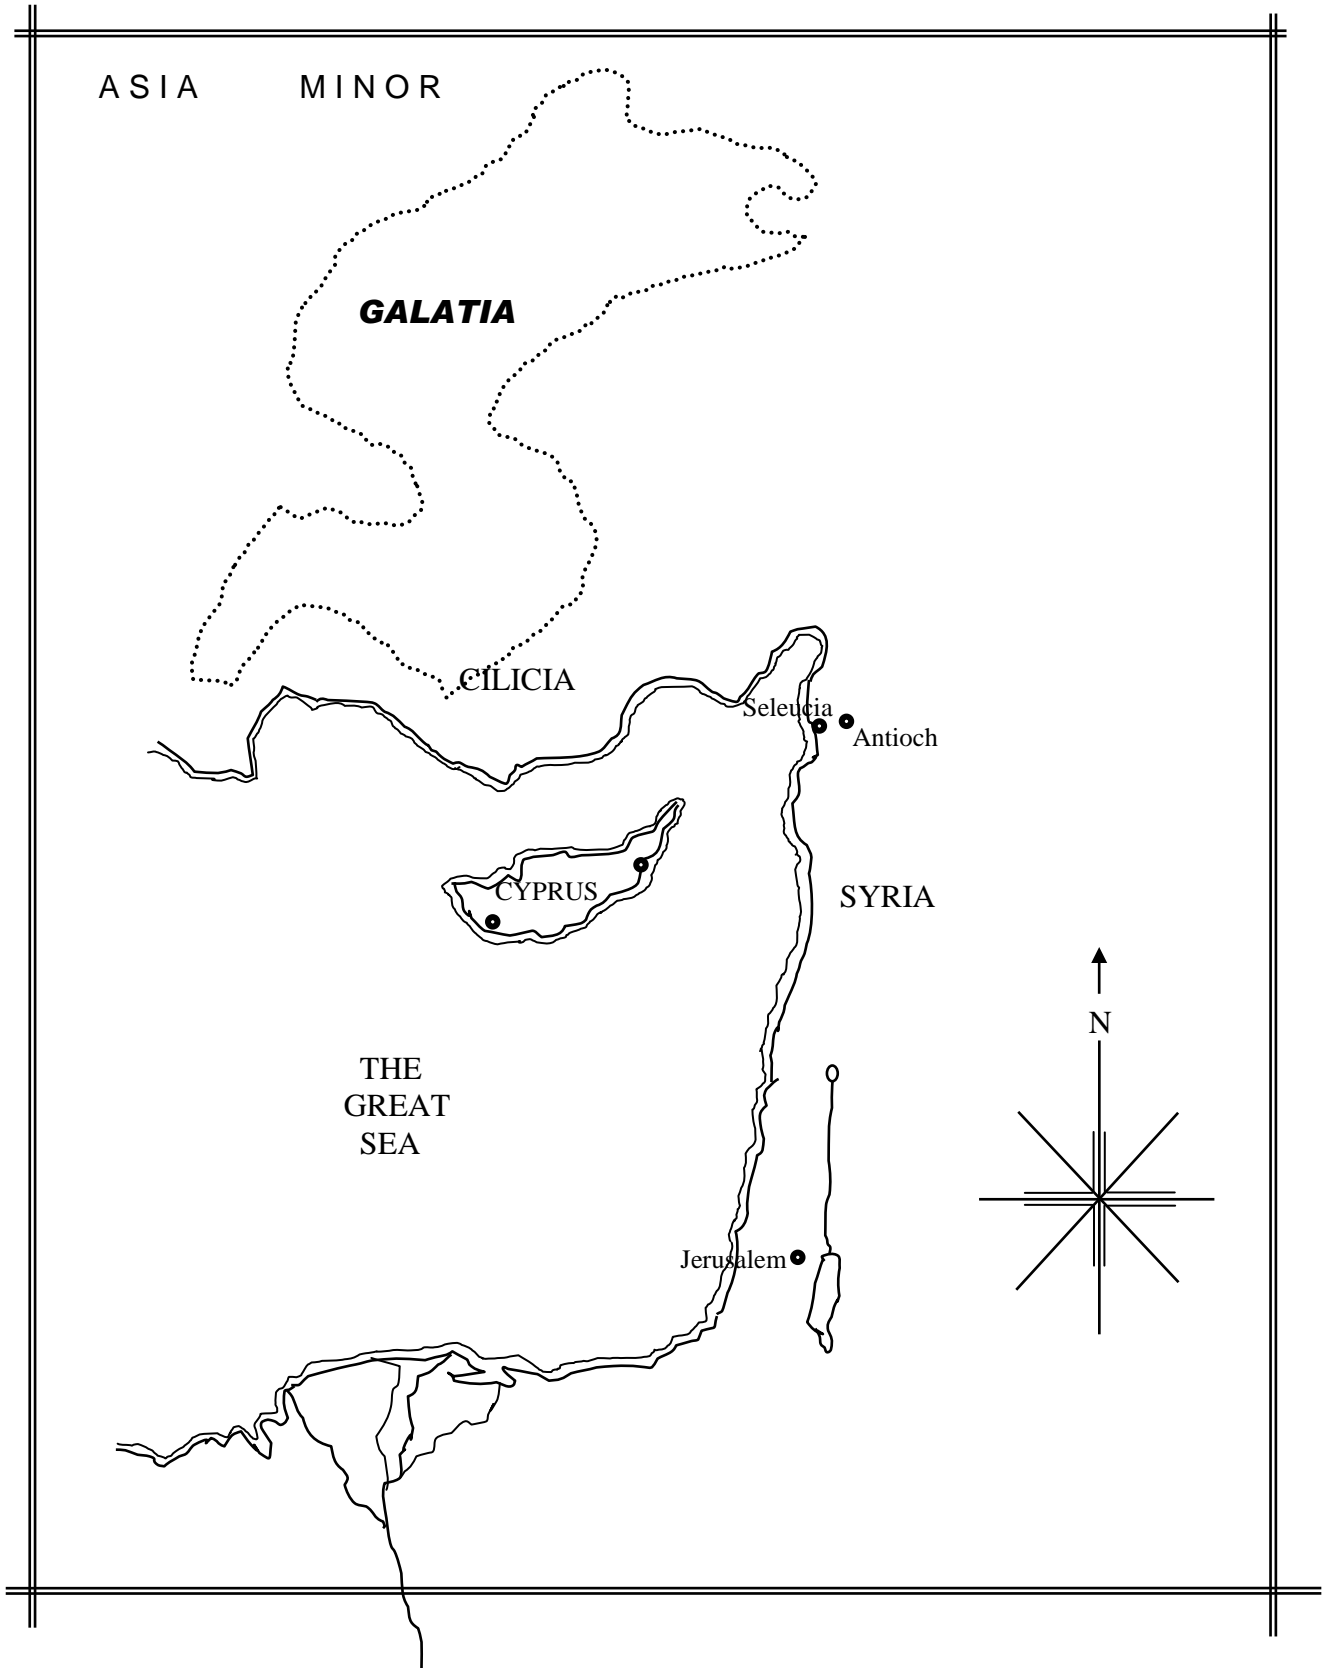 ASIA MINOR
GALATIA
CILICIA
Seleucia
Antioch
CYPRUS
SYRIA
N
THE
GREAT
SEA
Jerusalem